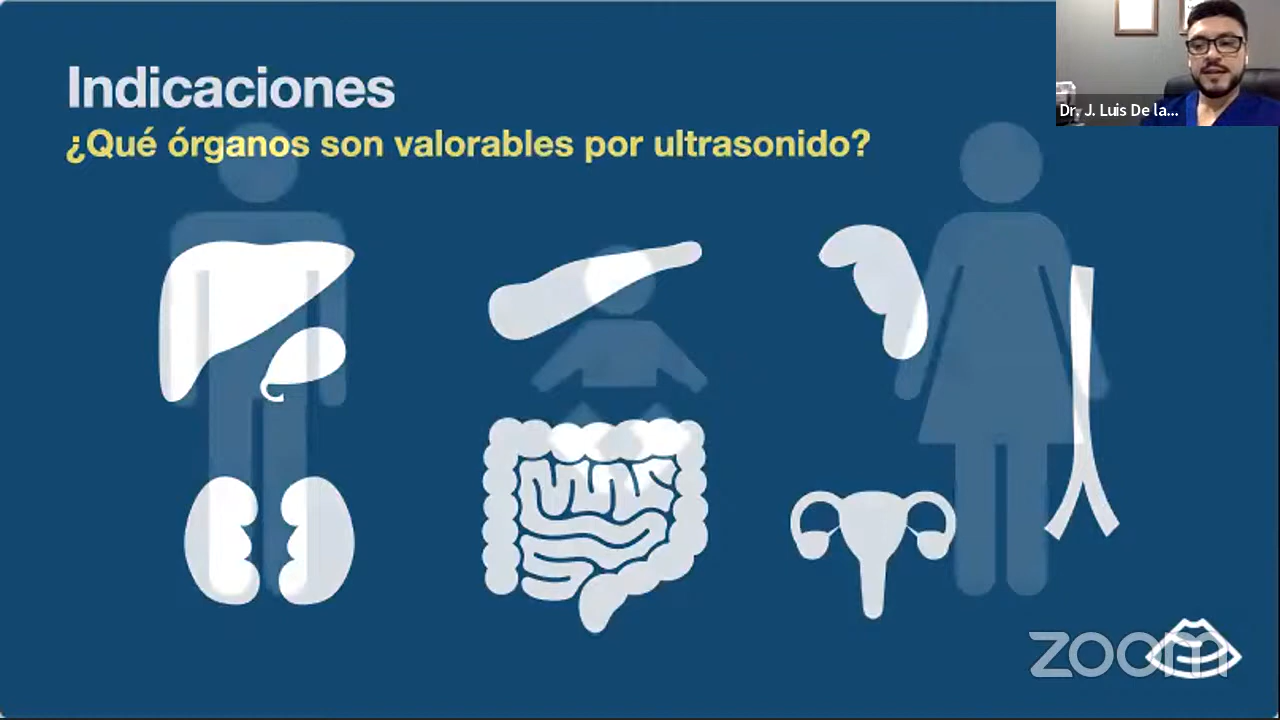 Indicaciones
¿Qué órganos son valorables por ultrasonido?
Dr. J. Luis De la...
zoom